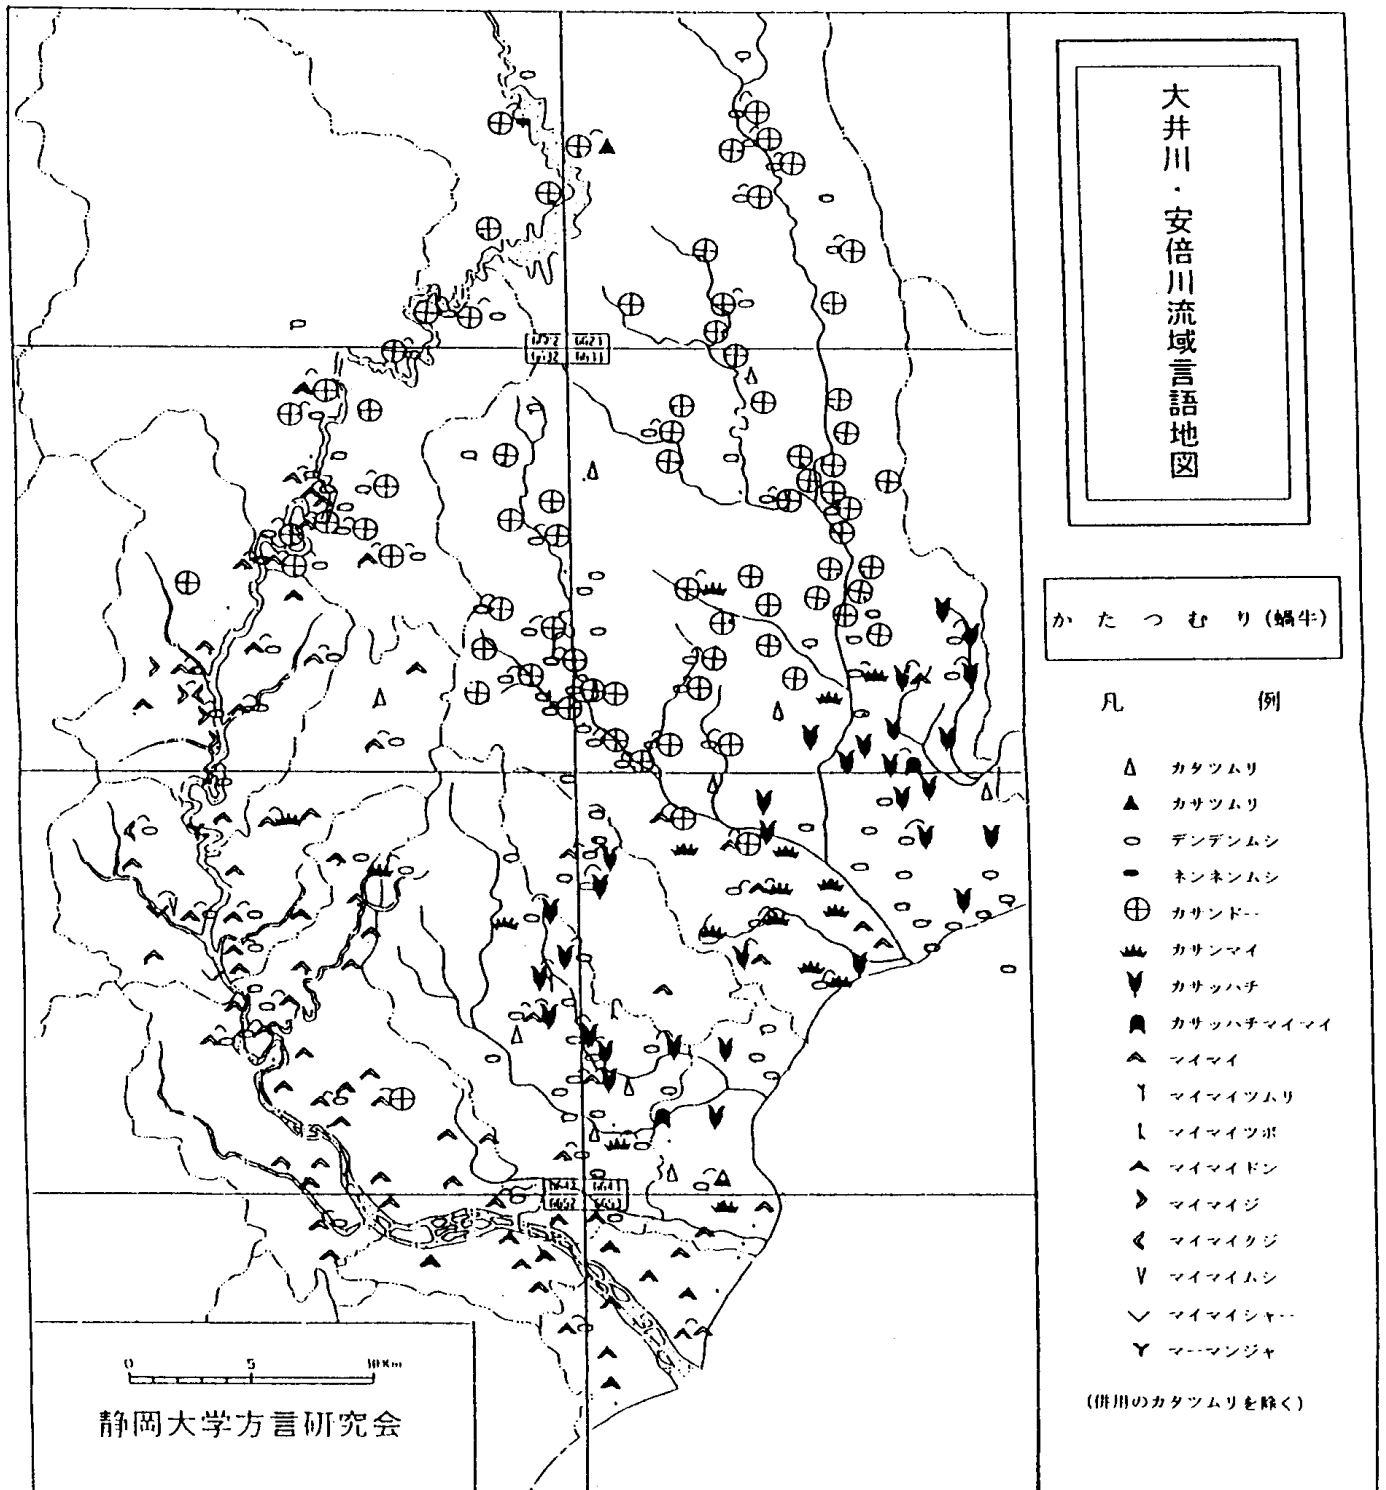 大井川・安倍川流域言語地図
かたつむり(蝸牛)
凡例
カタツムリ
カサツムリ
デンデンムシ
ネンネンムシ
カサンドー
カサンマイ
カサッパチ
カサッパチマイマイ
マイマイ
マイマイツムリ
マイマイツボ
マイマイドン
マイマイジ
マイマイクジ
マイマイムシ
マイマイシャー
マーマンジャ
(併用のカタツムリを除く)
0 5 10Km
静岡大学方言研究会